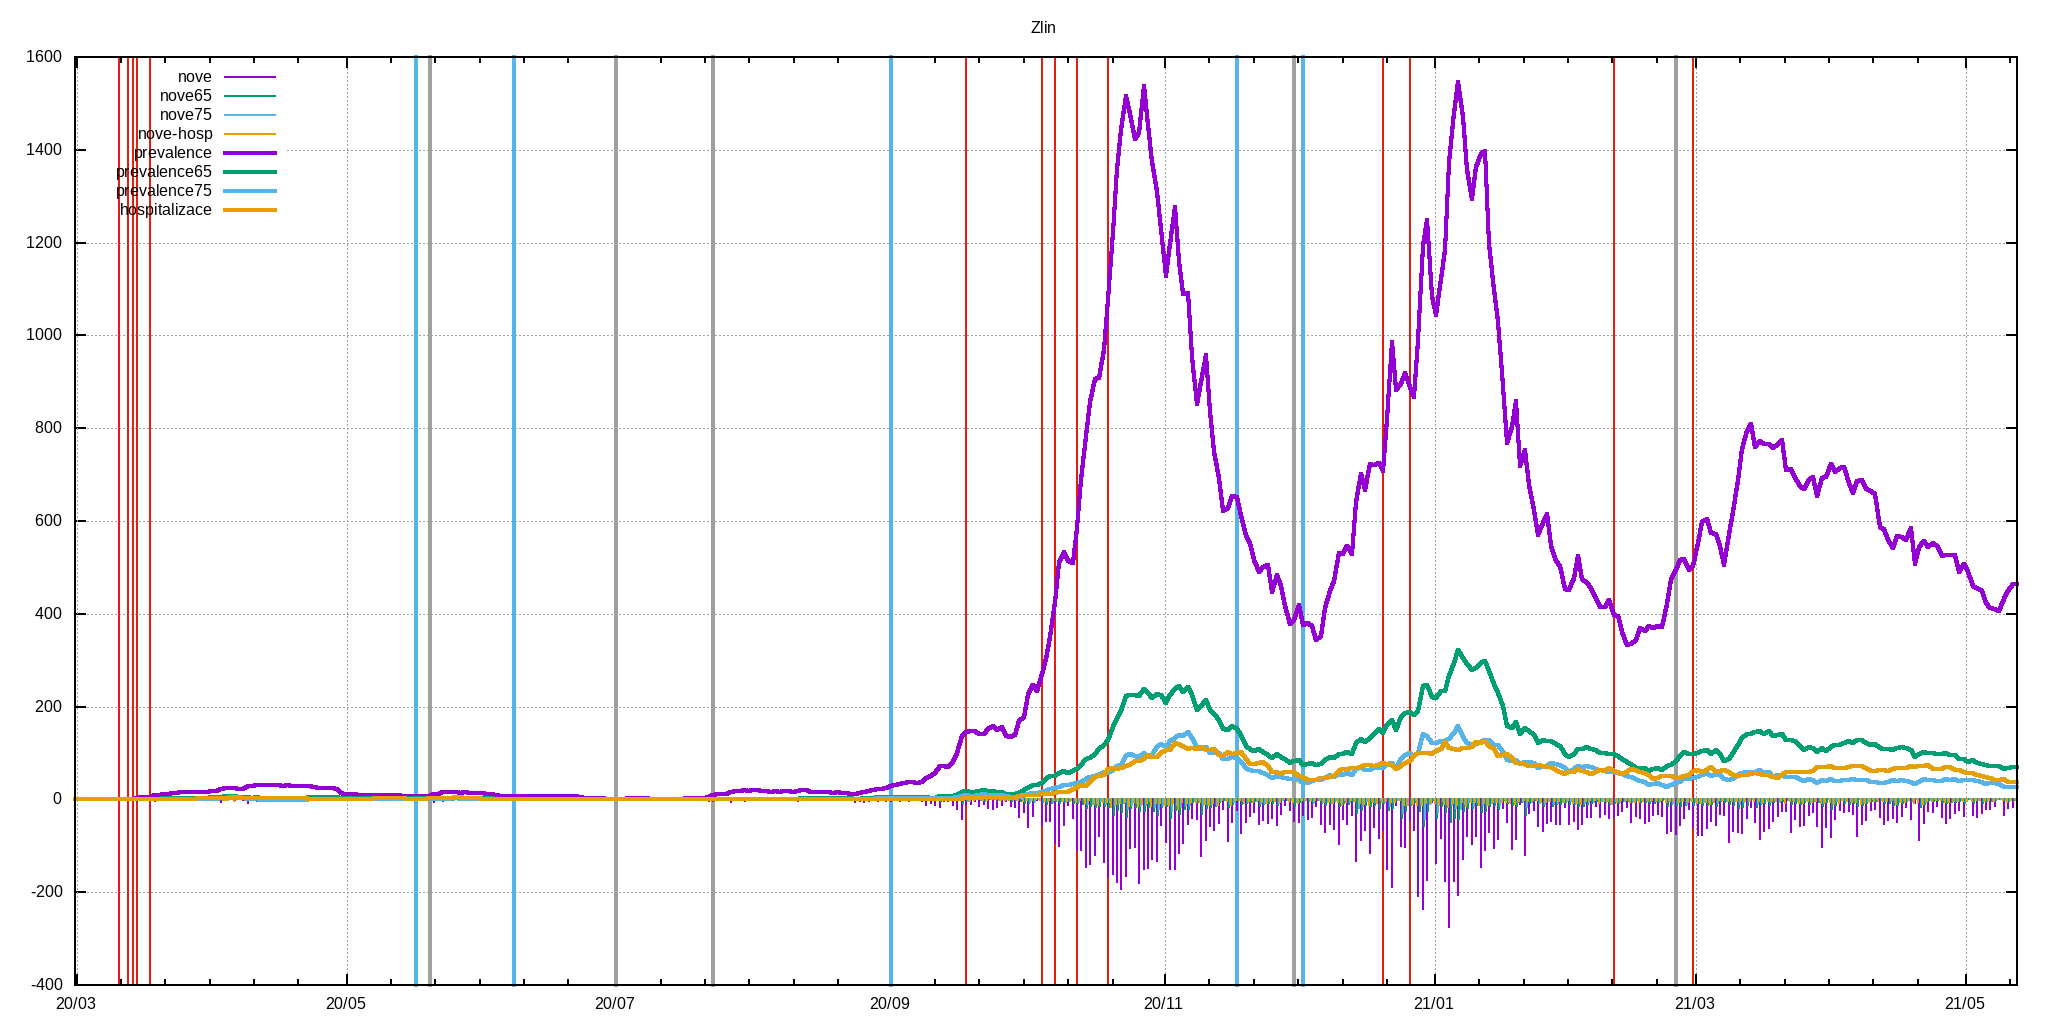 Zlin
1600
1400
1200
1000
800
600
400
200
0
-200
-400
nove
nove65
nove75
nove-hosp
prevalence
prevalence65
prevalence75
hospitalizace
20/03 20/05 20/07 20/09 20/11 21/01 21/03 21/05